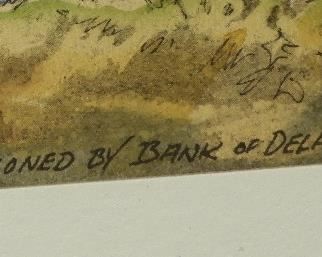 ONED BY BANK OF DELA